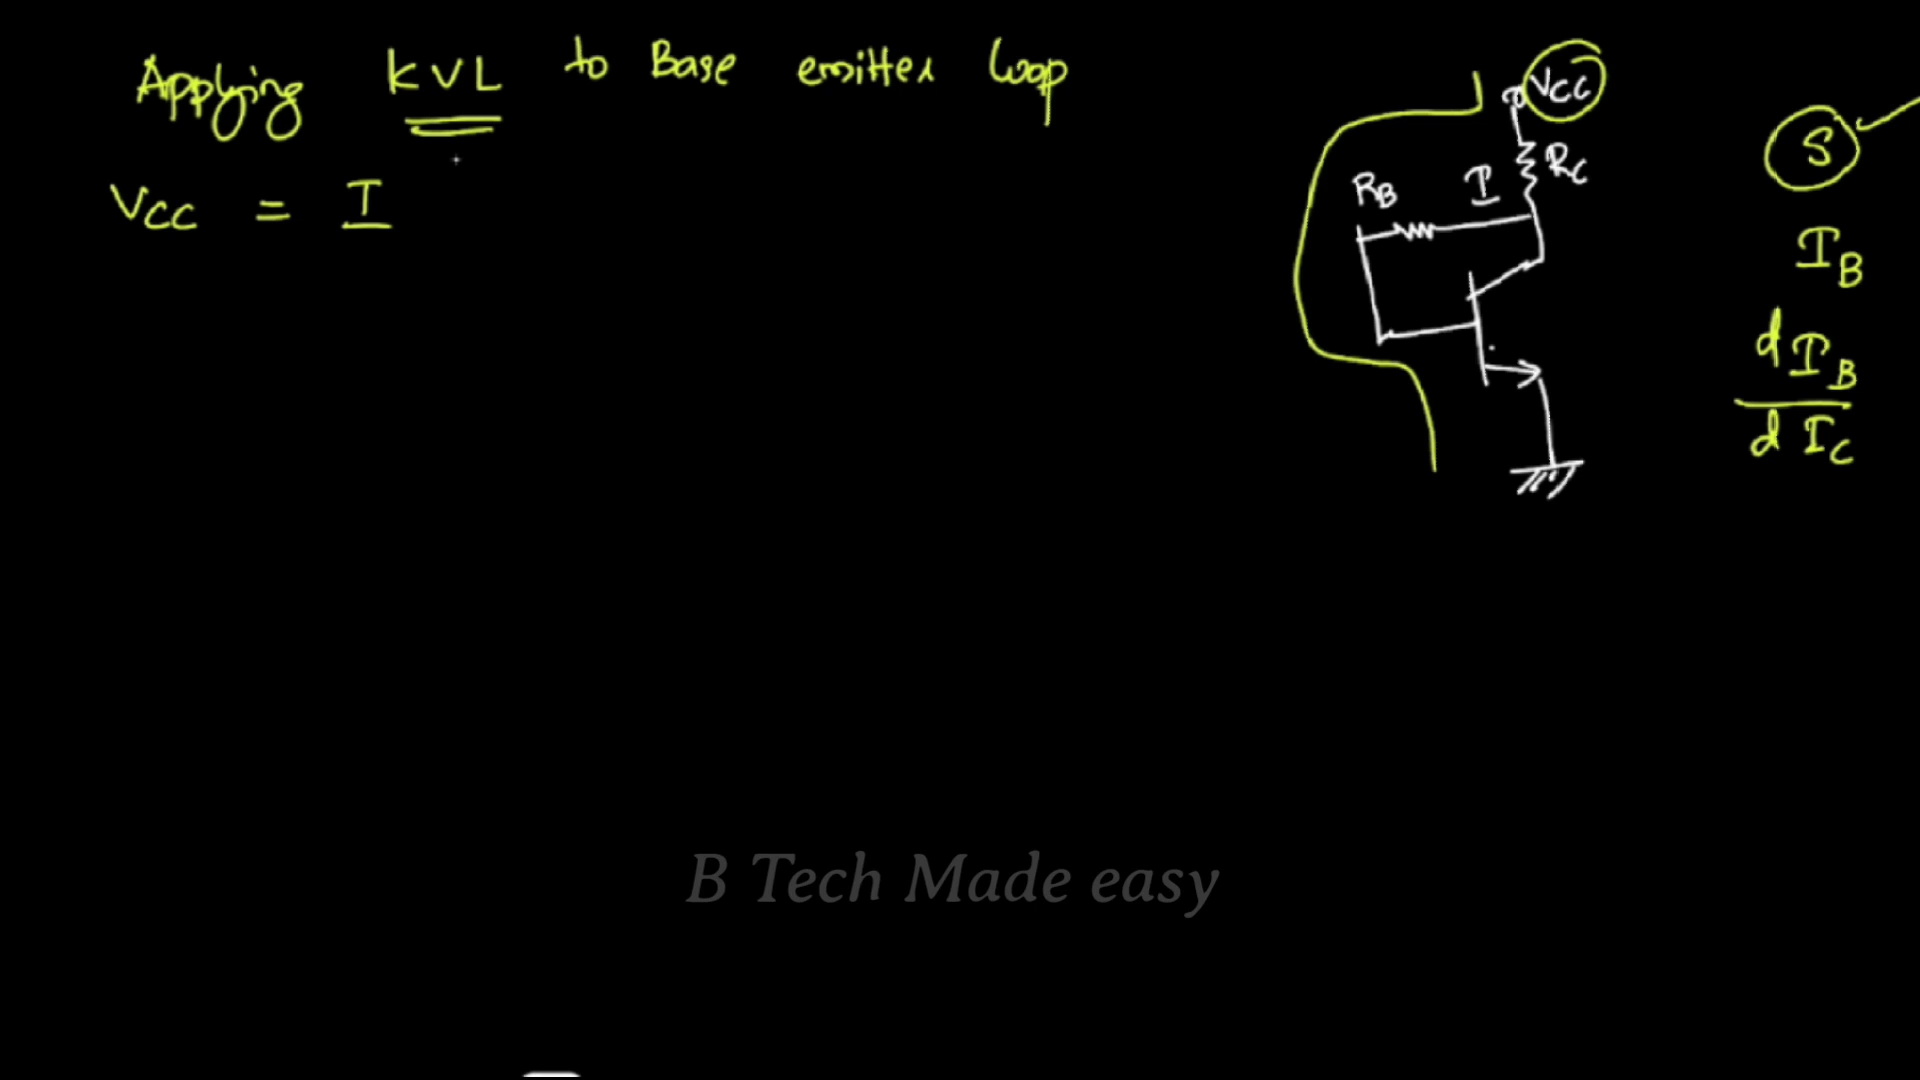 Applying KVL to Base emitter loop
VCC = I
VCC
RC
I
RB
S
IB
dIB
dIC
B Tech Made easy